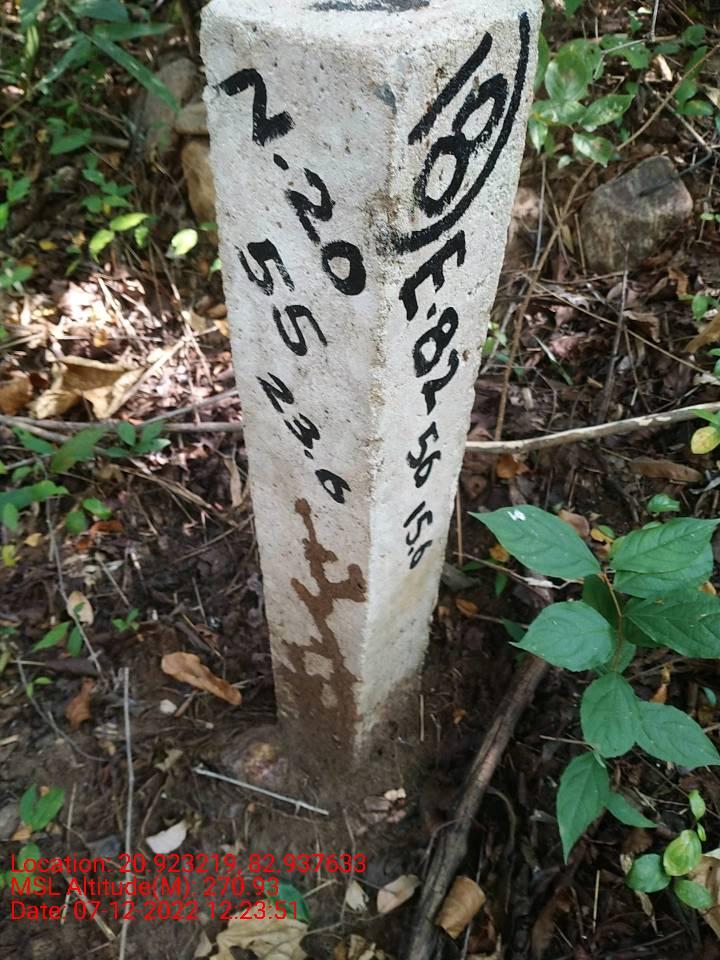 N.20
55
23.6
180
E.82
56
15.6
Location: 20.923219, 82.937633
MSL Altitude(M): 270.93
Date: 07-12 2022 12:23:51